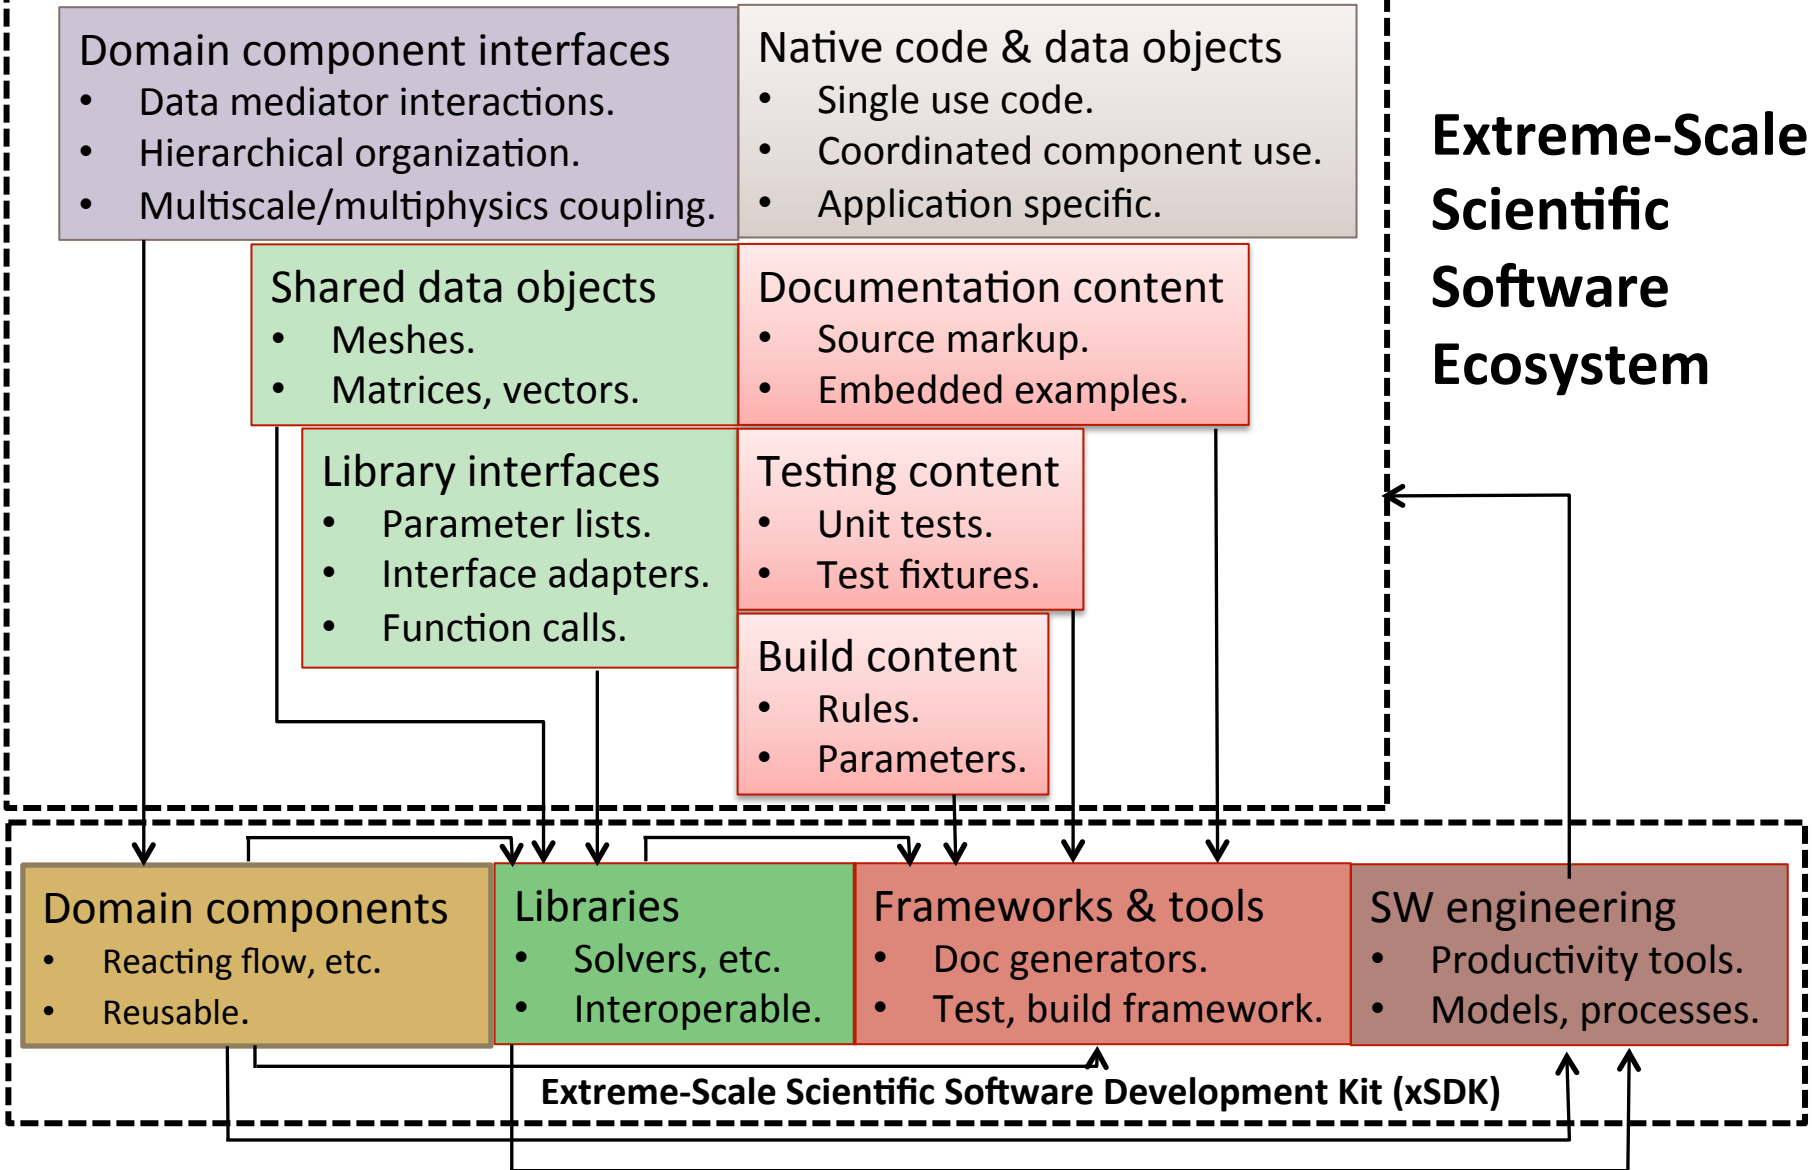 Domain component interfaces
• Data mediator interactions.
• Hierarchical organization.
• Multiscale/multiphysics coupling.
Native code & data objects
• Single use code.
• Coordinated component use.
• Application specific.
Extreme-Scale
Scientific
Software
Ecosystem
Shared data objects
• Meshes.
• Matrices, vectors.
Documentation content
• Source markup.
• Embedded examples.
Library interfaces
• Parameter lists.
• Interface adapters.
• Function calls.
Testing content
• Unit tests.
• Test fixtures.
Build content
• Rules.
• Parameters.
Domain components
• Reacting flow, etc.
• Reusable.
Libraries
• Solvers, etc.
• Interoperable.
Frameworks & tools
• Doc generators.
• Test, build framework.
SW engineering
• Productivity tools.
• Models, processes.
Extreme-Scale Scientific Software Development Kit (xSDK)